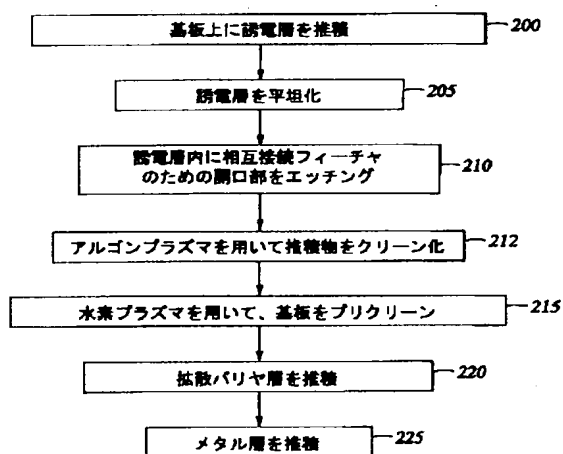 基板上に誘電層を堆積
200
誘電層を平坦化
205
誘電層内に相互接続フィーチャ
のための開口部をエッチング
210
アルゴンプラズマを用いて堆積物をクリーン化
212
水素プラズマを用いて、基板をプリクリーン
215
拡散バリヤ層を堆積
220
メタル層を堆積
225